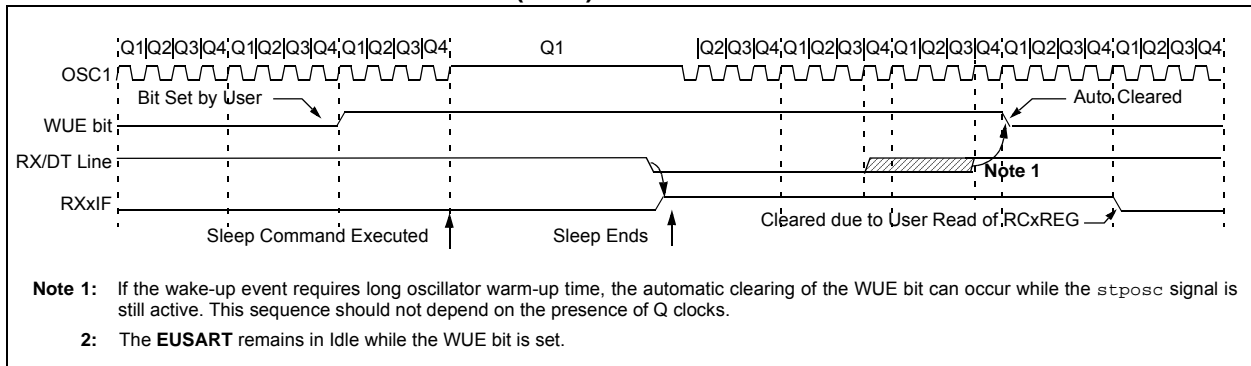 Q1|Q2|Q3|Q4|Q1|Q2|Q3|Q4|Q1|Q2|Q3|Q4 Q1 |Q2|Q3|Q4|Q1|Q2|Q3|Q4|Q1|Q2|Q3|Q4|Q1|Q2|Q3|Q4|Q1|Q2|Q3|Q4
OSC1
Bit Set by User Auto Cleared
WUE bit
RX/DT Line
Note 1
RXxIF
Cleared due to User Read of RCxREG
Sleep Command Executed Sleep Ends
Note 1: If the wake-up event requires long oscillator warm-up time, the automatic clearing of the WUE bit can occur while the stposc signal is
still active. This sequence should not depend on the presence of Q clocks.
2: The EUSART remains in Idle while the WUE bit is set.